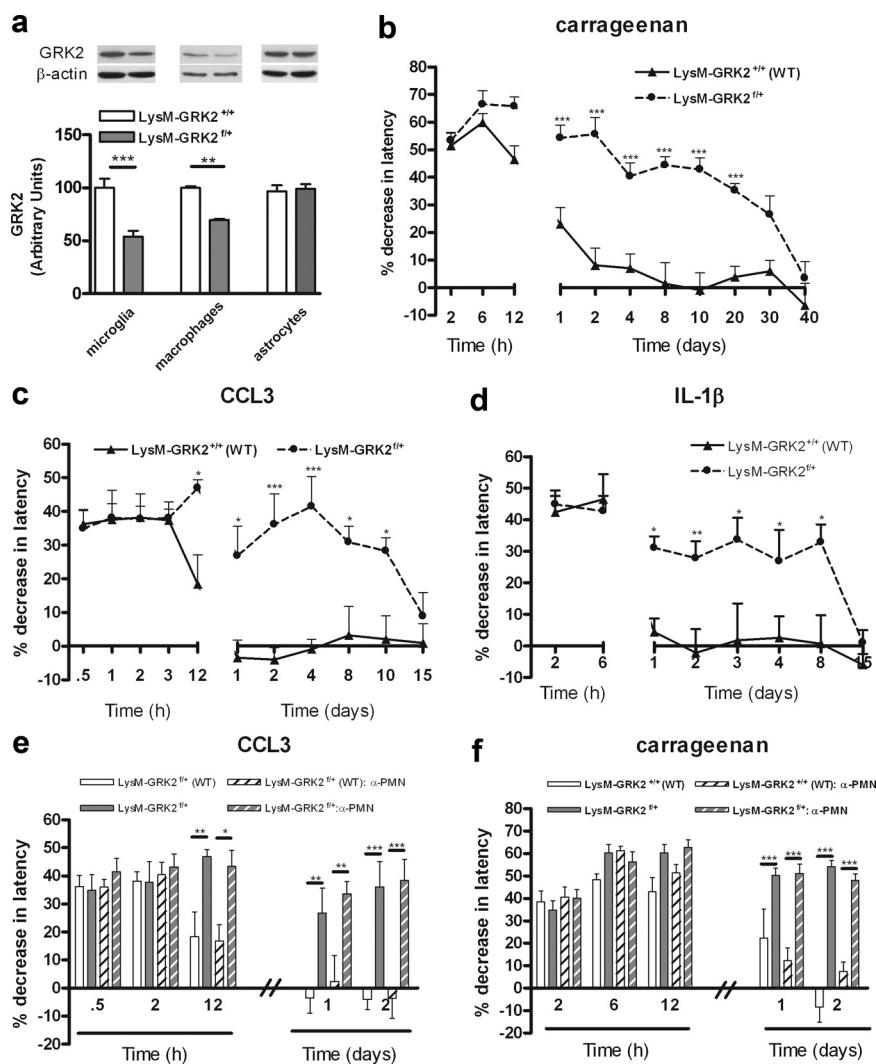 a
GRK2
β-actin
LysM-GRK2+/+
LysM-GRK2f/+
GRK2
(Arbitrary Units)
150
100
50
0
***
**
microglia
macrophages
astrocytes
b
carrageenan
LysM-GRK2+/+ (WT)
LysM-GRK2f/+
% decrease in latency
70
60
50
40
30
20
10
0
-10
*** *** *** *** *** ***
2 6 12 1 2 4 8 10 20 30 40
Time (h) Time (days)
c
CCL3
LysM-GRK2+/+ (WT) LysM-GRK2f/+
% decrease in latency
60
50
40
30
20
10
0
-10
* * *** *** * *
.5 1 2 3 12 1 2 4 8 10 15
Time (h) Time (days)
d
IL-1β
LysM-GRK2+/+ (WT)
LysM-GRK2f/+
% decrease in latency
60
50
40
30
20
10
0
-10
* ** * * *
2 6 1 2 3 4 8 15
Time (h) Time (days)
e
CCL3
LysM-GRK2f/+ (WT) LysM-GRK2f/+ (WT): α-PMN
LysM-GRK2f/+ LysM-GRK2f/+:α-PMN
% decrease in latency
60
50
40
30
20
10
0
-10
-20
** * ** ** *** ***
.5 2 12 1 2
Time (h) Time (days)
f
carrageenan
LysM-GRK2+/+ (WT) LysM-GRK2f/+ (WT): α-PMN
LysM-GRK2f/+ LysM-GRK2f/+: α-PMN
% decrease in latency
80
70
60
50
40
30
20
10
0
-10
-20
*** *** *** ***
2 6 12 1 2
Time (h) Time (days)